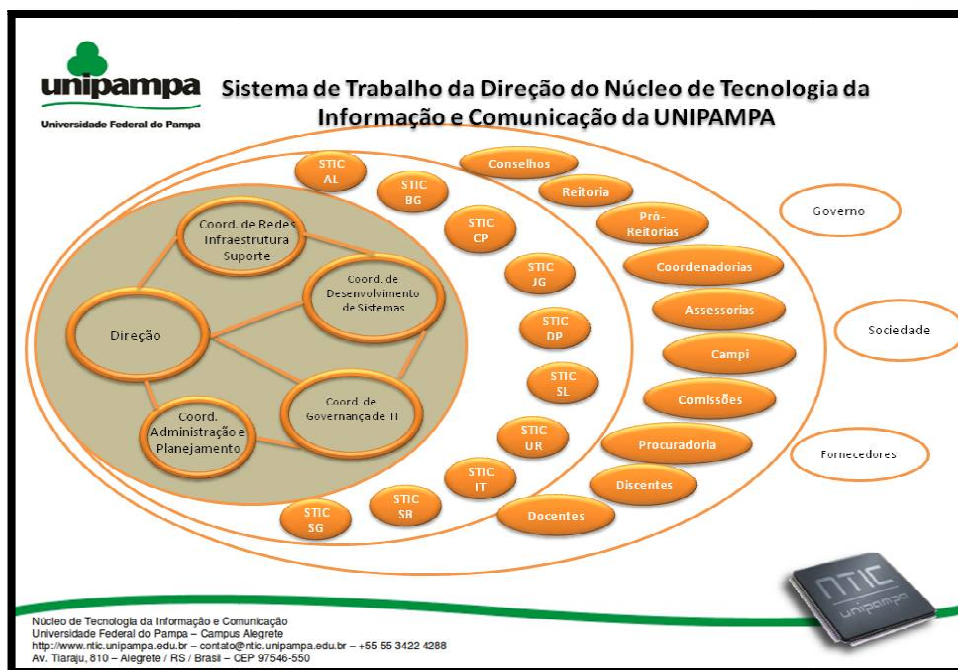 unipampa
Universidade Federal do Pampa
Sistema de Trabalho da Direção do Núcleo de Tecnologia da
Informação e Comunicação da UNIPAMPA
Coord. de Redes
Infraestrutura
Suporte
Coord. de
Desenvolvimento
de Sistemas
Direção
Coord. de
Governança de TI
Coord.
Administração e
Planejamento
STIC
AL
STIC
BG
STIC
CP
STIC
JG
STIC
DP
STIC
SL
STIC
UR
STIC
IT
STIC
SB
STIC
SG
Conselhos
Reitoria
Pró-
Reitorias
Coordenadorias
Assessorias
Campi
Comissões
Procuradoria
Discentes
Docentes
Governo
Sociedade
Fornecedores
NTIC
unipampa
Núcleo de Tecnologia da Informação e Comunicação
Universidade Federal do Pampa – Campus Alegrete
http://www.ntic.unipampa.edu.br – contato@ntic.unipampa.edu.br – +55 55 3422 4288
Av. Tiaraju, 810 – Alegrete / RS / Brasil – CEP 97546-550